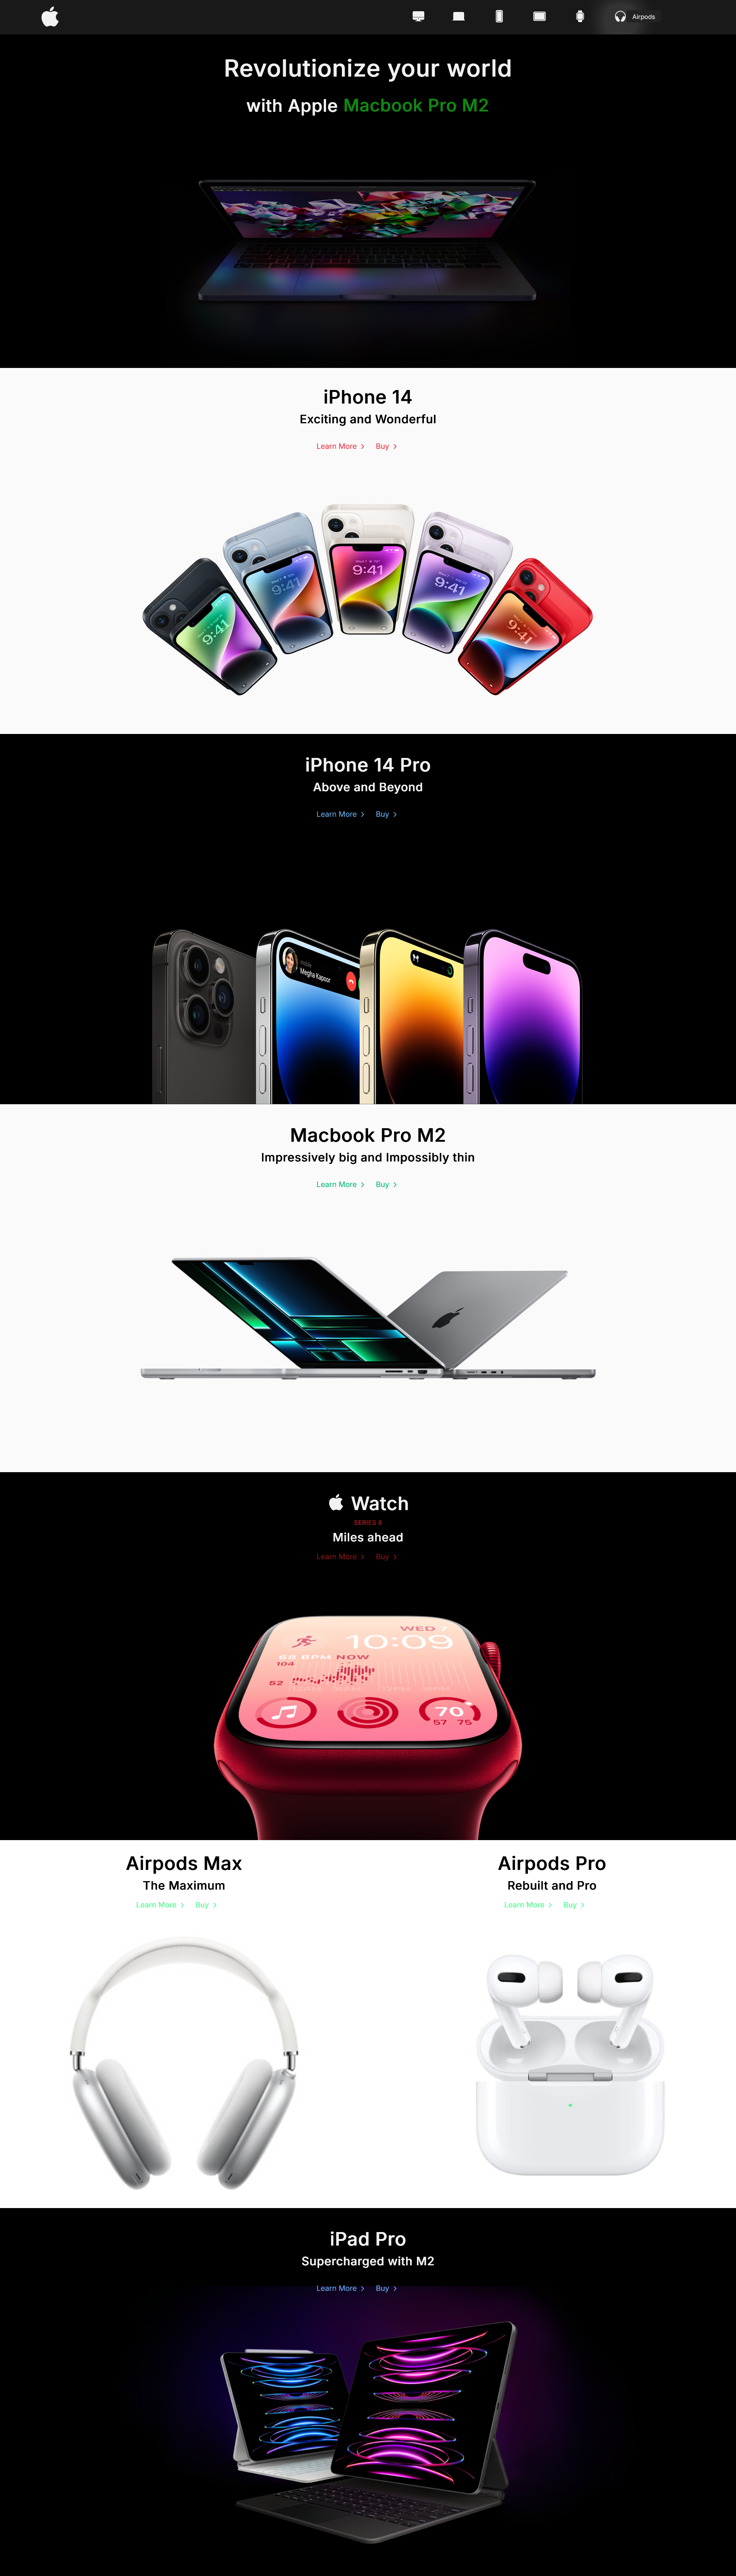 Airpods
Revolutionize your world
with Apple Macbook Pro M2
iPhone 14
Exciting and Wonderful
Learn More > Buy >
9:41
9:41
9:41
9:41
9:41
iPhone 14 Pro
Above and Beyond
Learn More > Buy >
mobile
Megha Kapoor
Macbook Pro M2
Impressively big and Impossibly thin
Learn More > Buy >
Watch
SERIES 8
Miles ahead
Learn More > Buy >
WED 7
10:09
68 BPM NOW
104
52
70
57 75
Airpods Max
The Maximum
Learn More > Buy >
Airpods Pro
Rebuilt and Pro
Learn More > Buy >
iPad Pro
Supercharged with M2
Learn More > Buy >